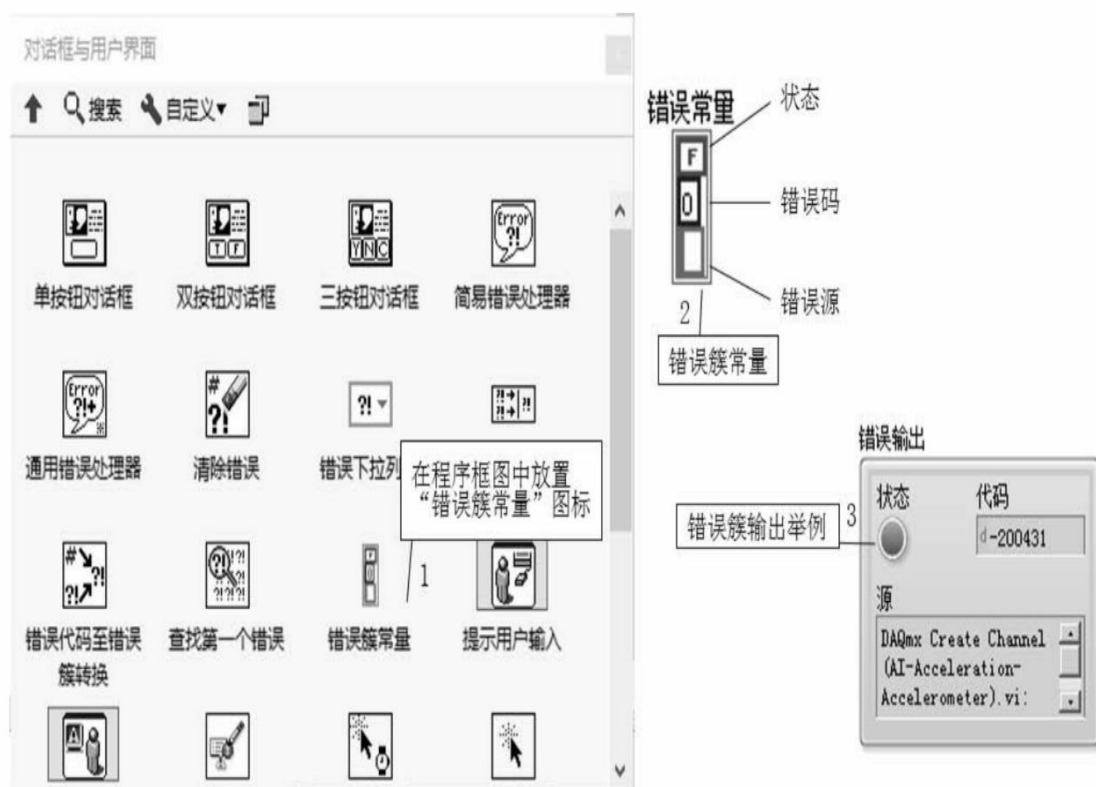 对话框与用户界面
搜索 自定义▼
单按钮对话框 双按钮对话框 三按钮对话框 简易错误处理器
通用错误处理器 清除错误 错误下拉列
在程序框图中放置
“错误簇常量”图标
1
错误代码至错误
簇转换
查找第一个错误 错误簇常量 提示用户输入
错误常量
状态
F
0
错误码
错误源
2
错误簇常量
错误输出
状态 代码
错误簇输出举例 3
d -200431
源
DAQmx Create Channel
(AI-Acceleration-
Accelerometer).vi: